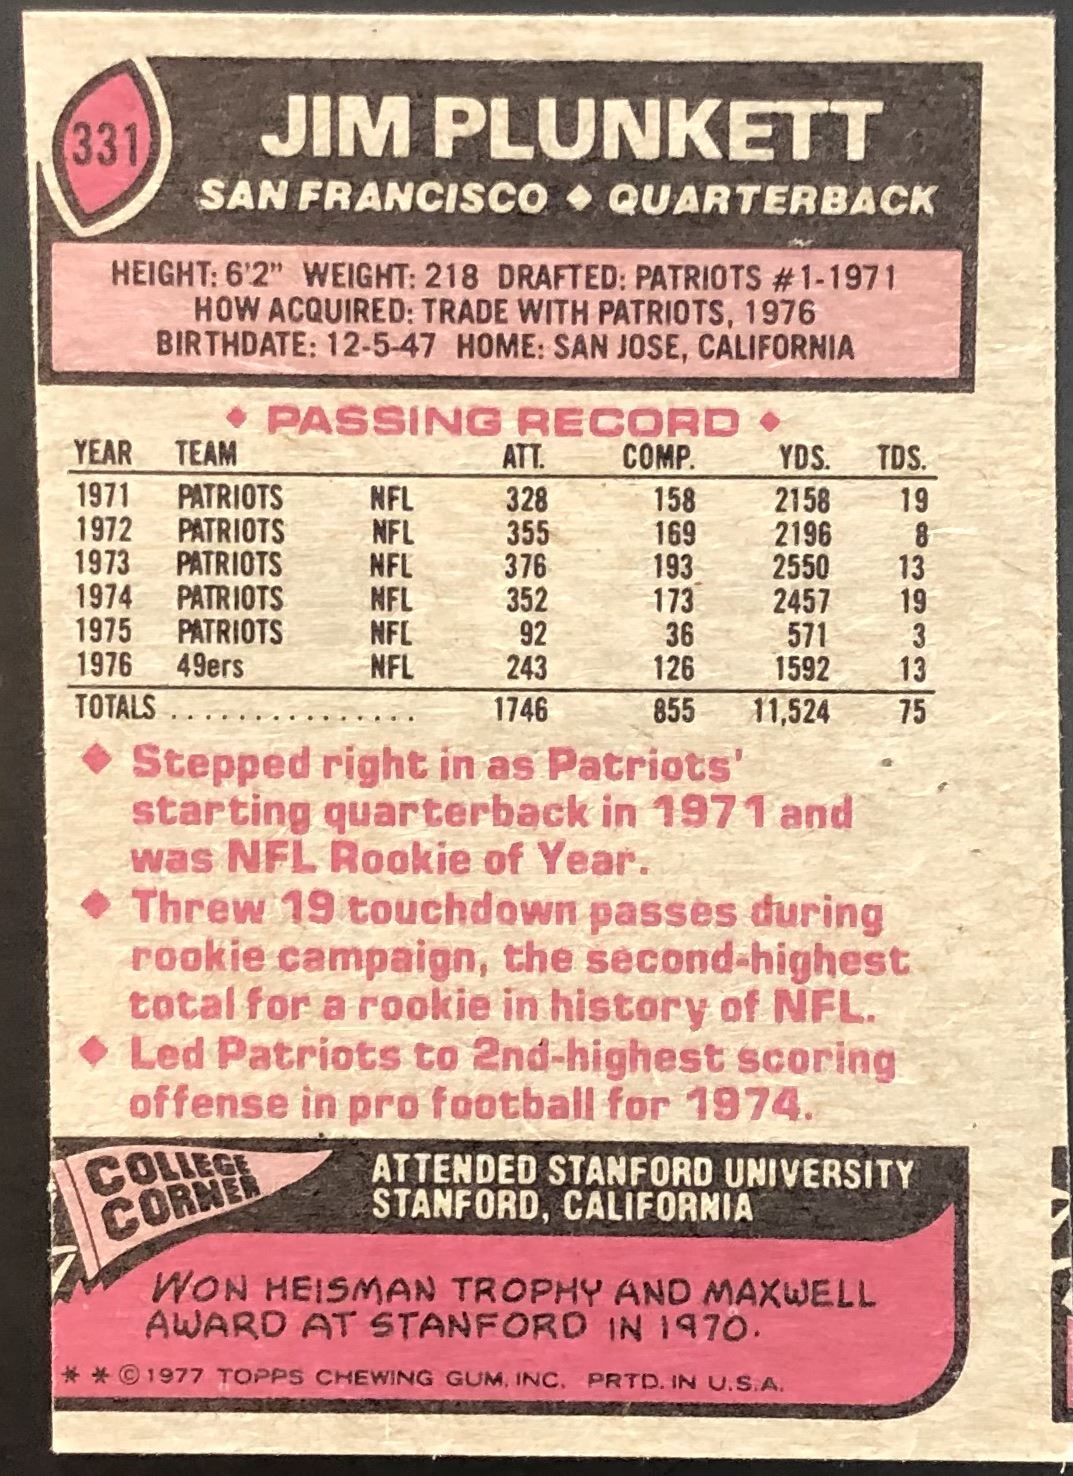 331
JIM PLUNKETT
SAN FRANCISCO ♦ QUARTERBACK
HEIGHT: 6'2" WEIGHT: 218 DRAFTED: PATRIOTS #1-1971
HOW ACQUIRED: TRADE WITH PATRIOTS, 1976
BIRTHDATE: 12-5-47 HOME: SAN JOSE, CALIFORNIA
♦ PASSING RECORD ♦
YEAR TEAM ATT. COMP. YDS. TDS.
1971 PATRIOTS NFL 328 158 2158 19
1972 PATRIOTS NFL 355 169 2196 8
1973 PATRIOTS NFL 376 193 2550 13
1974 PATRIOTS NFL 352 173 2457 19
1975 PATRIOTS NFL 92 36 571 3
1976 49ers NFL 243 126 1592 13
TOTALS ............... 1746 855 11,524 75
♦ Stepped right in as Patriots'
starting quarterback in 1971 and
was NFL Rookie of Year.
♦ Threw 19 touchdown passes during
rookie campaign, the second-highest
total for a rookie in history of NFL.
♦ Led Patriots to 2nd-highest scoring
offense in pro football for 1974.
COLLEGE
CORNER
ATTENDED STANFORD UNIVERSITY
STANFORD, CALIFORNIA
WON HEISMAN TROPHY AND MAXWELL
AWARD AT STANFORD IN 1970.
* * © 1977 TOPPS CHEWING GUM, INC. PRTD. IN U.S.A.